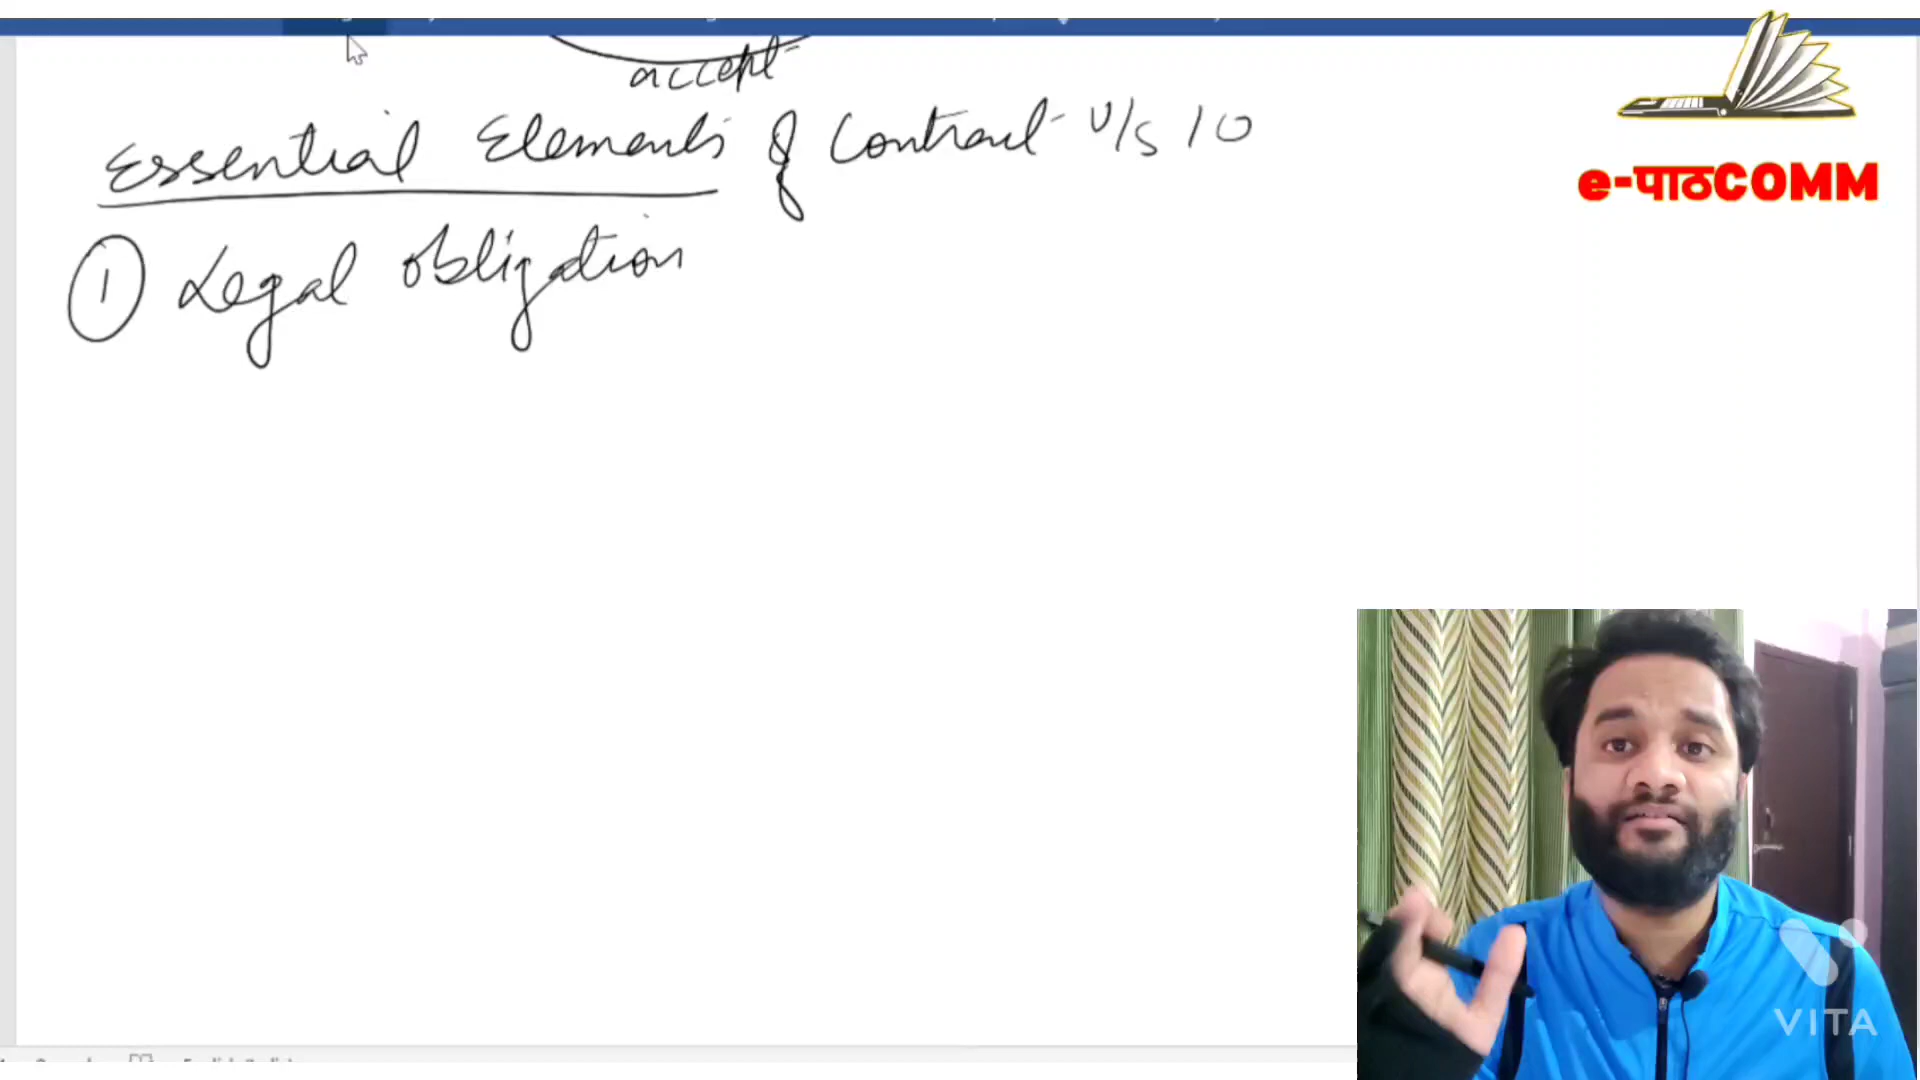 accept
Essential Elements of Contract U/S 10
① Legal obligation
e-पाठCOMM
VITA